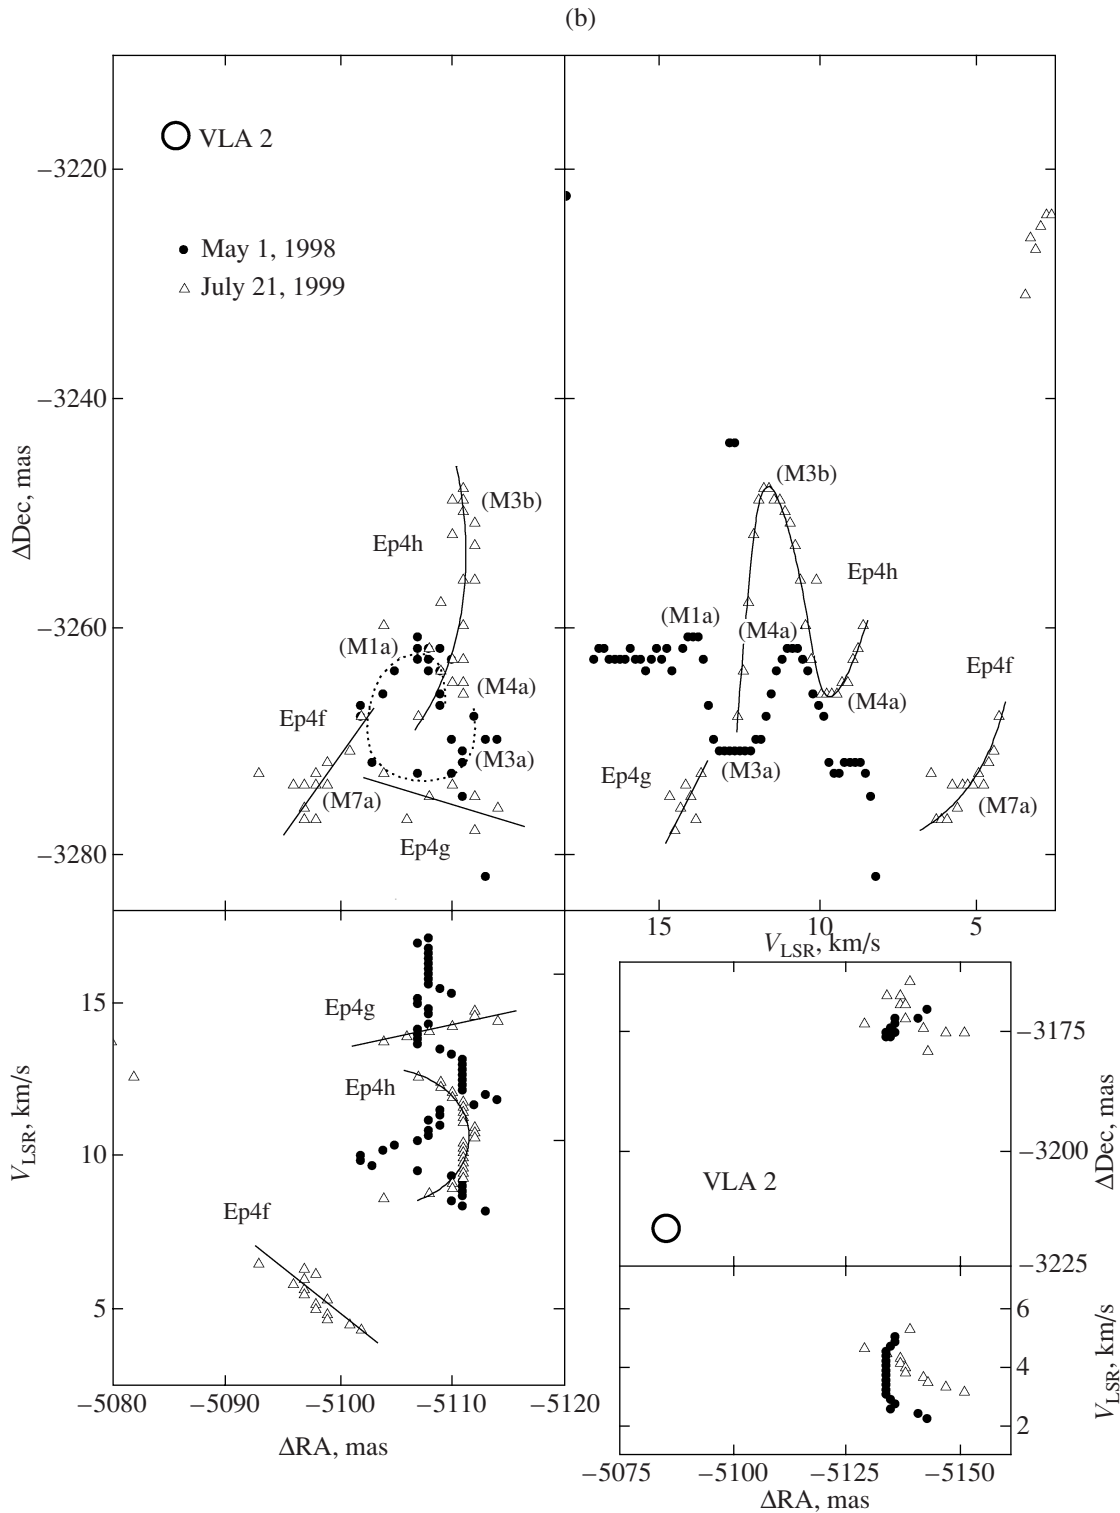 (b)
VLA 2
−3220
May 1, 1998
July 21, 1999
−3240
ΔDec, mas
(M3b)
(M3b)
Ep4h
Ep4h
−3260
(M1a)
(M1a)
(M4a)
Ep4f
(M4a)
(M4a)
Ep4f
(M3a)
(M3a)
Ep4g
(M7a)
(M7a)
Ep4g
−3280
15
10
5
V_LSR, km/s
15
Ep4g
Ep4h
10
V_LSR, km/s
Ep4f
5
−5080
−5090
−5100
−5110
−5120
ΔRA, mas
−3175
−3200
ΔDec, mas
VLA 2
−3225
6
4
2
V_LSR, km/s
−5075
−5100
−5125
−5150
ΔRA, mas